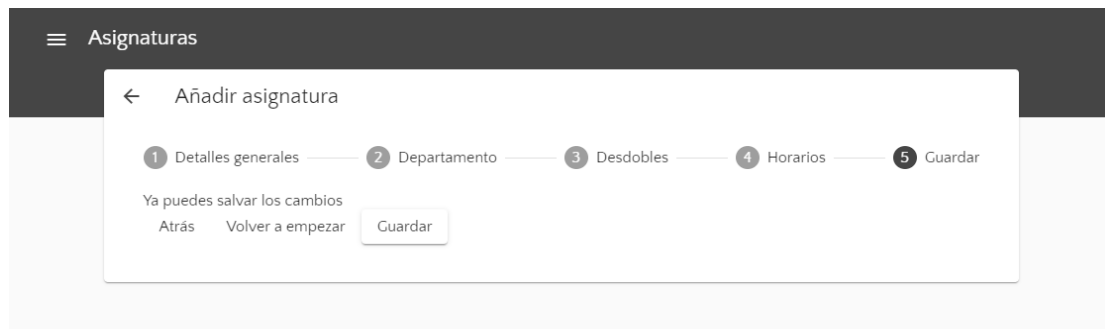 Asignaturas
Añadir asignatura
1 Detalles generales 2 Departamento 3 Desdobles 4 Horarios 5 Guardar
Ya puedes salvar los cambios
Atrás Volver a empezar Guardar